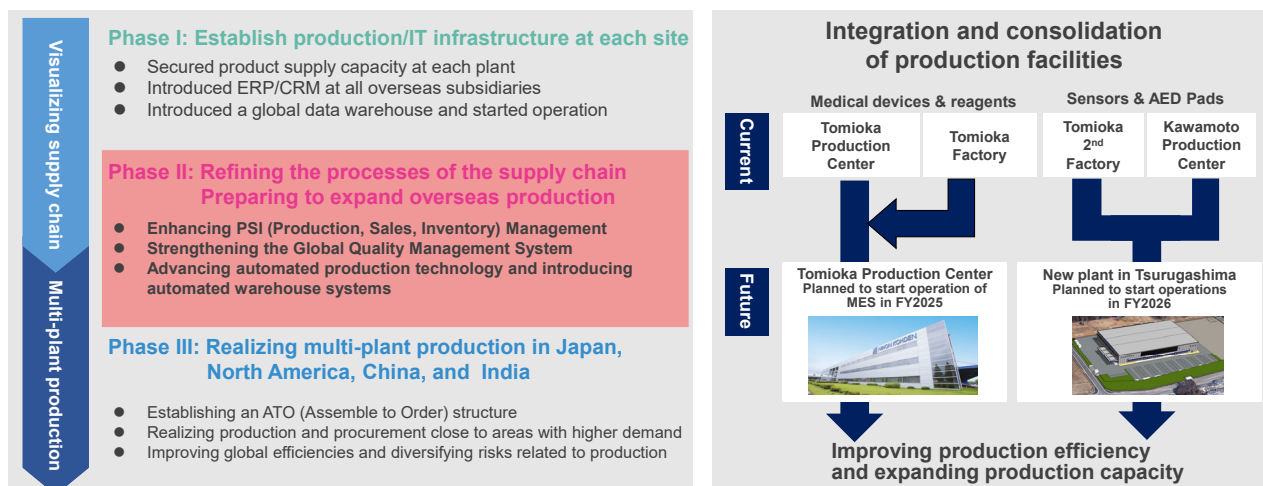 Visualizing supply chain
Multi-plant production
Phase I: Establish production/IT infrastructure at each site
● Secured product supply capacity at each plant
● Introduced ERP/CRM at all overseas subsidiaries
● Introduced a global data warehouse and started operation
Phase II: Refining the processes of the supply chain
Preparing to expand overseas production
● Enhancing PSI (Production, Sales, Inventory) Management
● Strengthening the Global Quality Management System
● Advancing automated production technology and introducing
automated warehouse systems
Phase III: Realizing multi-plant production in Japan,
North America, China, and India
● Establishing an ATO (Assemble to Order) structure
● Realizing production and procurement close to areas with higher demand
● Improving global efficiencies and diversifying risks related to production
Integration and consolidation
of production facilities
Medical devices & reagents
Sensors & AED Pads
Current
Tomioka
Production
Center
Tomioka
Factory
Tomioka
2nd
Factory
Kawamoto
Production
Center
Future
Tomioka Production Center
Planned to start operation of
MES in FY2025
NIHON KOHDEN
New plant in Tsurugashima
Planned to start operations
in FY2026
Improving production efficiency
and expanding production capacity